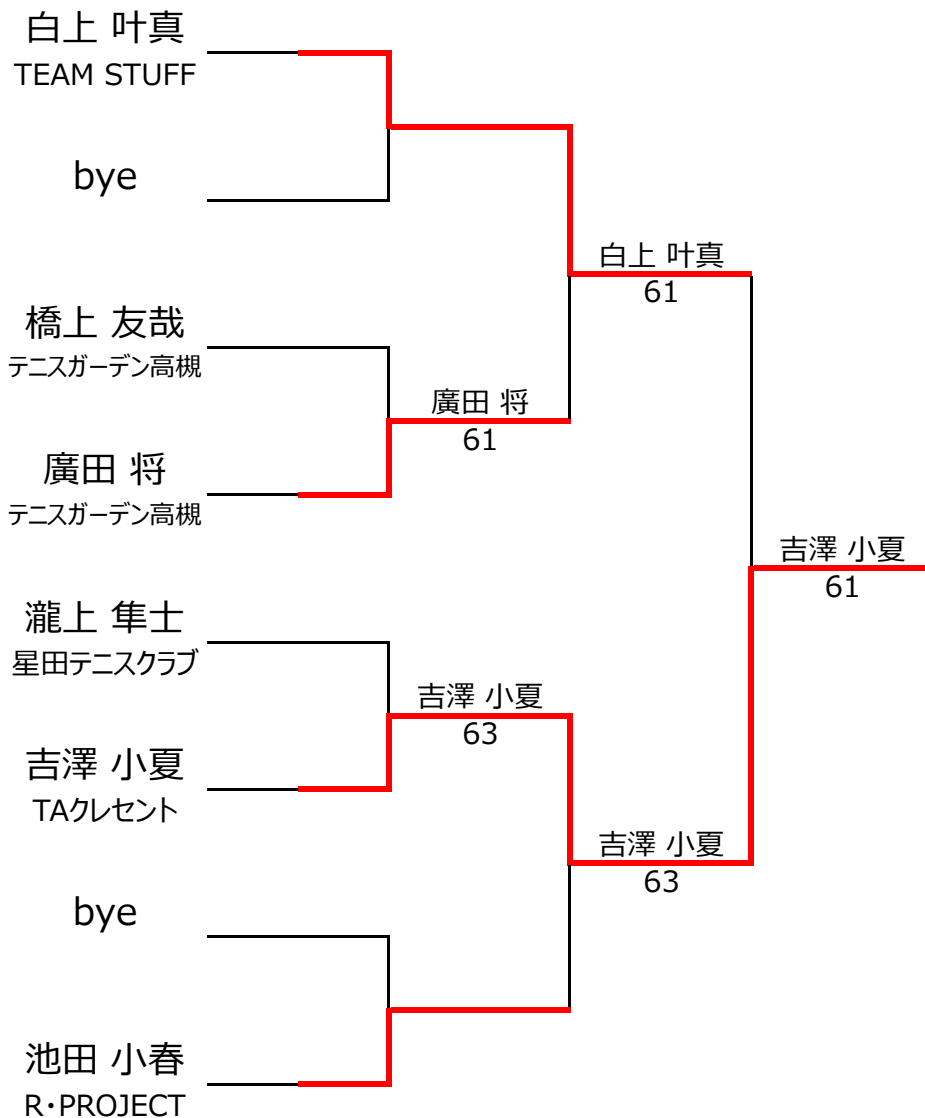 白上 叶真
TEAM STUFF
bye
橋上 友哉
テニスガーデン高槻
廣田 将
テニスガーデン高槻
瀧上 隼士
星田テニスクラブ
吉澤 小夏
TAクレセント
bye
池田 小春
R・PROJECT
廣田 将
61
吉澤 小夏
63
白上 叶真
61
吉澤 小夏
63
吉澤 小夏
61